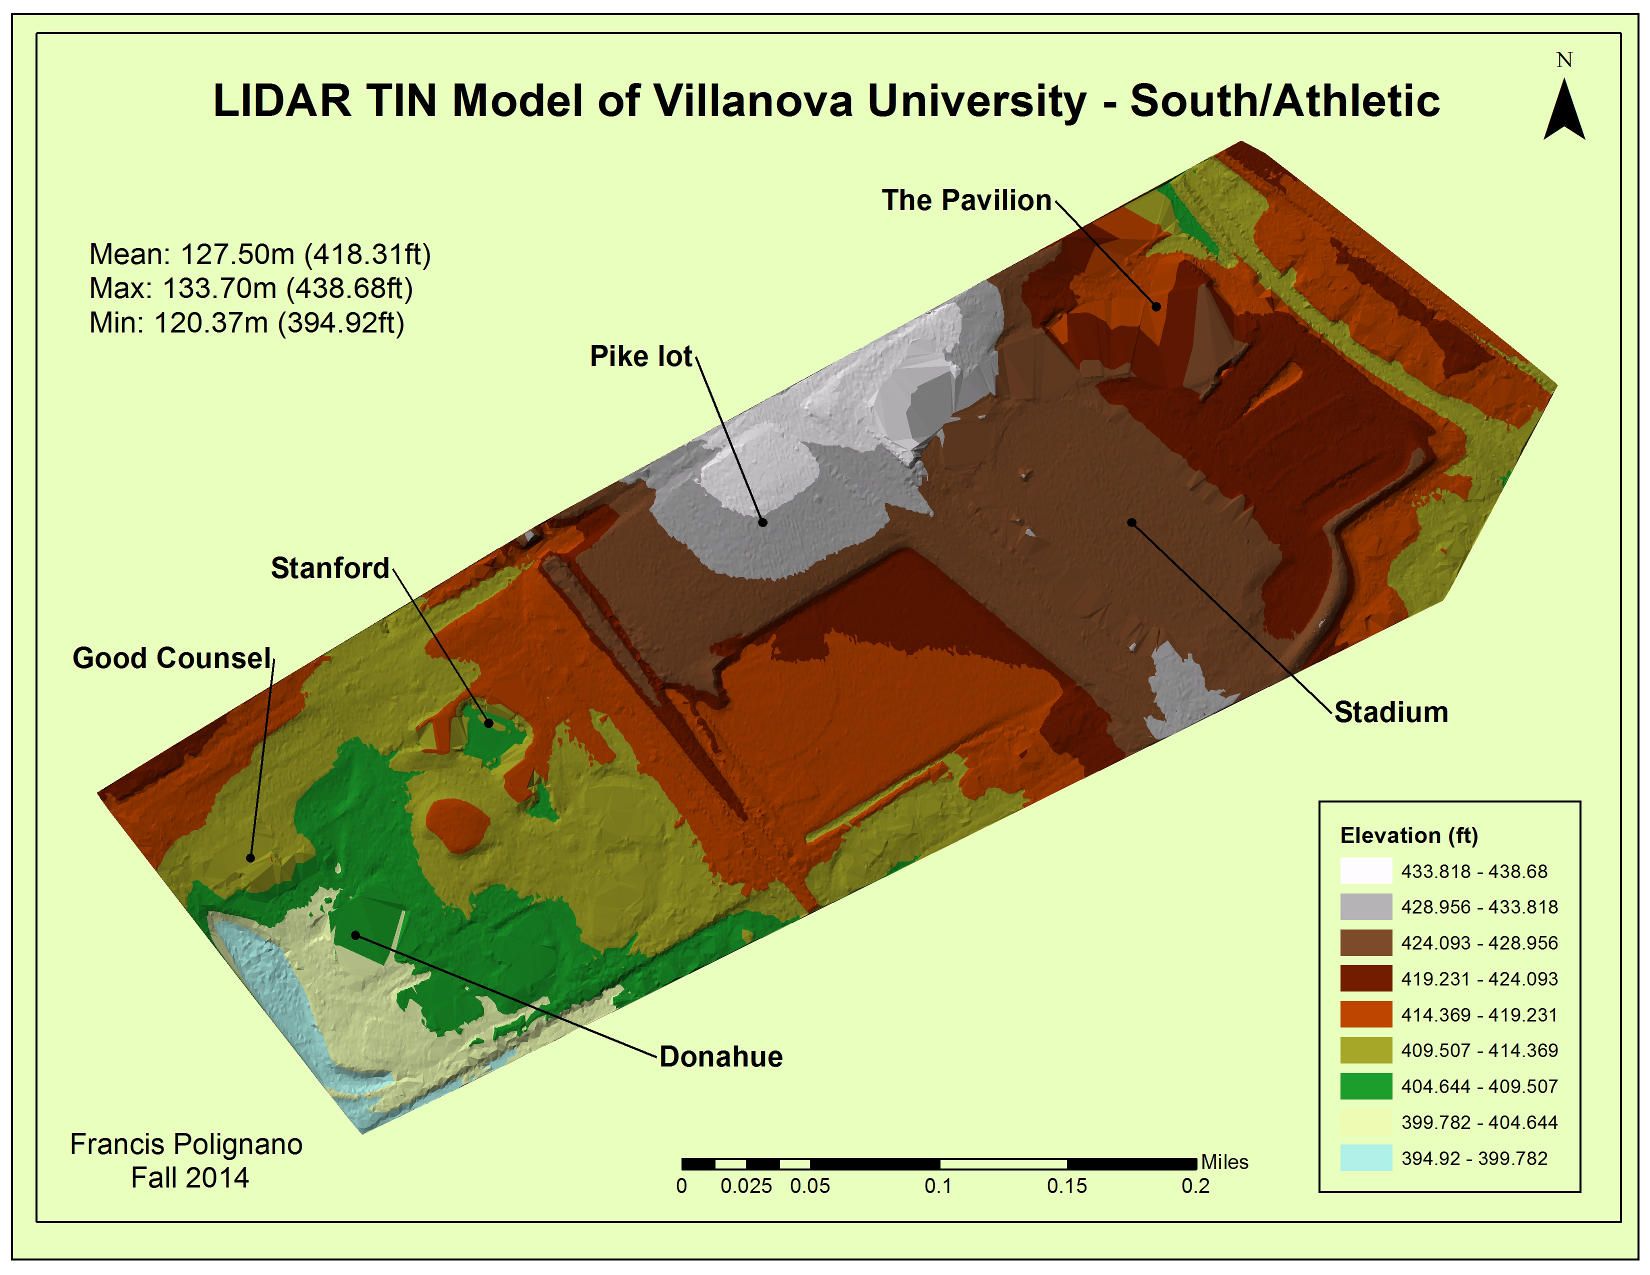 N
LIDAR TIN Model of Villanova University - South/Athletic
The Pavilion
Mean: 127.50m (418.31ft)
Max: 133.70m (438.68ft)
Min: 120.37m (394.92ft)
Pike lot
Stanford
Good Counsel
Stadium
Donahue
Elevation (ft)
433.818 - 438.68
428.956 - 433.818
424.093 - 428.956
419.231 - 424.093
414.369 - 419.231
409.507 - 414.369
404.644 - 409.507
399.782 - 404.644
394.92 - 399.782
Francis Polignano
Fall 2014
Miles
0 0.025 0.05 0.1 0.15 0.2